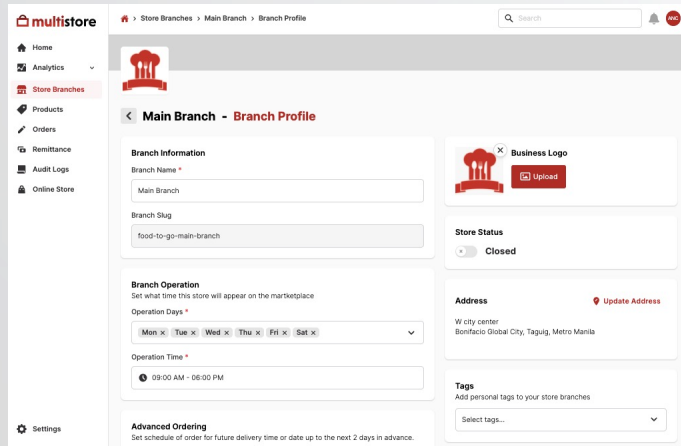 multistore
Store Branches > Main Branch > Branch Profile
Search
ANC
Home
Analytics
Store Branches
Products
Orders
Remittance
Audit Logs
Online Store
Settings
Main Branch - Branch Profile
Branch Information
Branch Name *
Main Branch
Branch Slug
food-to-go-main-branch
Branch Operation
Set what time this store will appear on the martketplace
Operation Days *
Mon × Tue × Wed × Thu × Fri × Sat ×
Operation Time *
09:00 AM - 06:00 PM
Advanced Ordering
Set schedule of order for future delivery time or date up to the next 2 days in advance.
Business Logo
Upload
Store Status
Closed
Address
Update Address
W city center
Bonifacio Global City, Taguig, Metro Manila
Tags
Add personal tags to your store branches
Select tags...